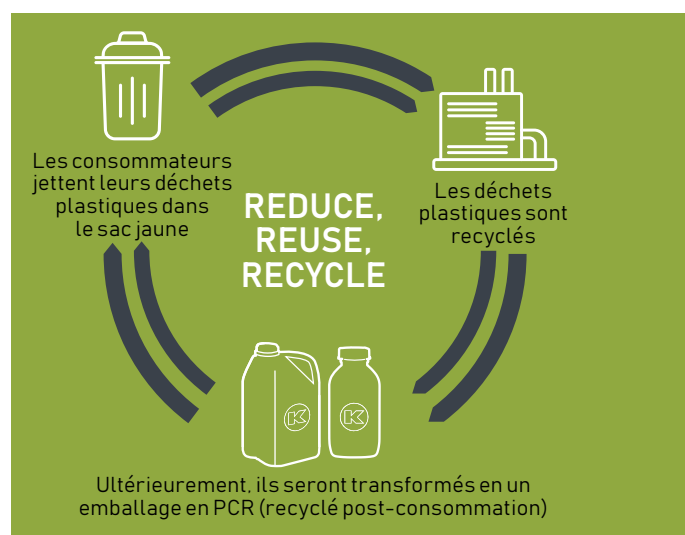 Les consommateurs
jettent leurs déchets
plastiques dans
le sac jaune
REDUCE,
REUSE,
RECYCLE
Les déchets
plastiques sont
recyclés
K
K
Ultérieurement, ils seront transformés en un
emballage en PCR (recyclé post-consommation)